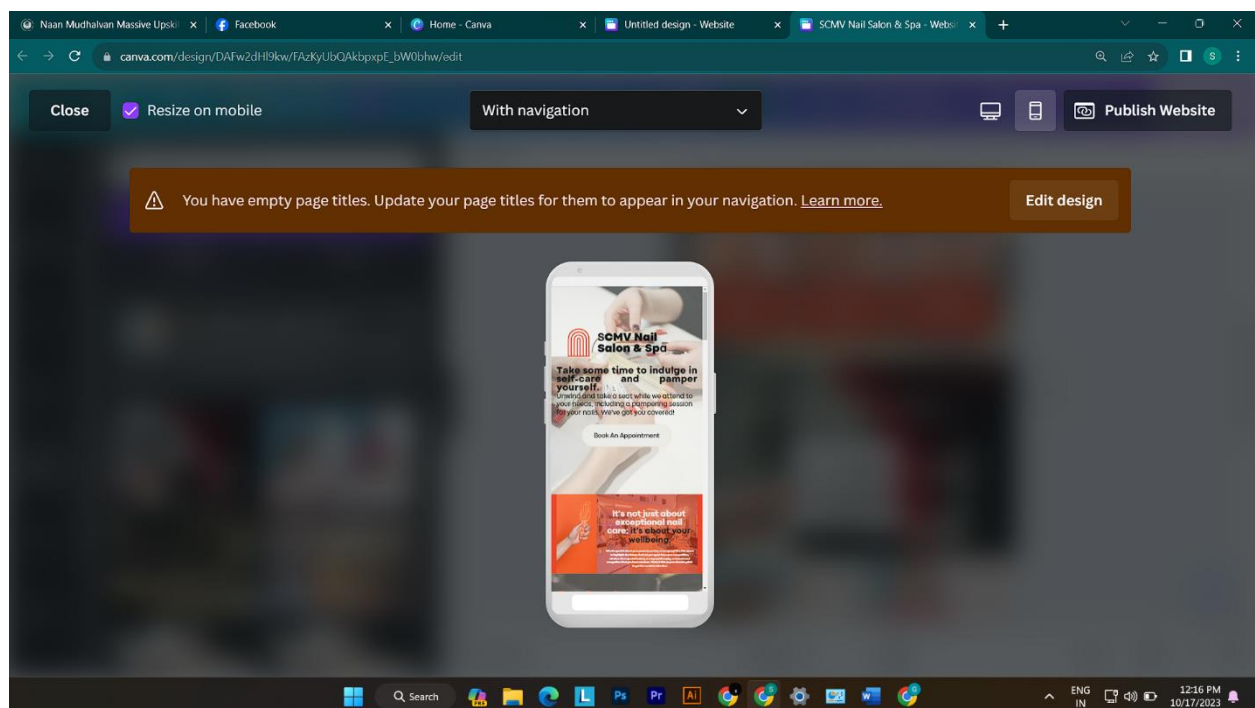 Naan Mudhalvan Massive Upskil
Facebook
Home - Canva
Untitled design - Website
SCMV Nail Salon & Spa - Websi
canva.com/design/DAFw2dHl9kw/FAzKyUbQAkbpxpE_bW0bhw/edit
S
Close
Resize on mobile
With navigation
Publish Website
You have empty page titles. Update your page titles for them to appear in your navigation. Learn more.
Edit design
SCMV Nail
Salon & Spa
Take some time to indulge in
self-care and pamper
yourself.
Unwind and take a seat while we attend to
your needs, including a pampering session
for your nails. We've got you covered!
Book An Appointment
It's not just about
exceptional nail
care; it's about your
wellbeing.
Search
L
Ps
Pr
Ai
ENG
IN
12:16 PM
10/17/2023